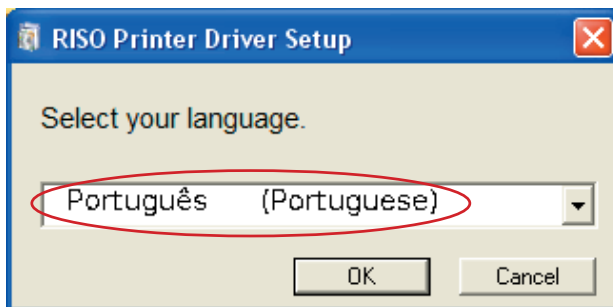 RISO Printer Driver Setup
Select your language.
Português (Portuguese)
OK Cancel